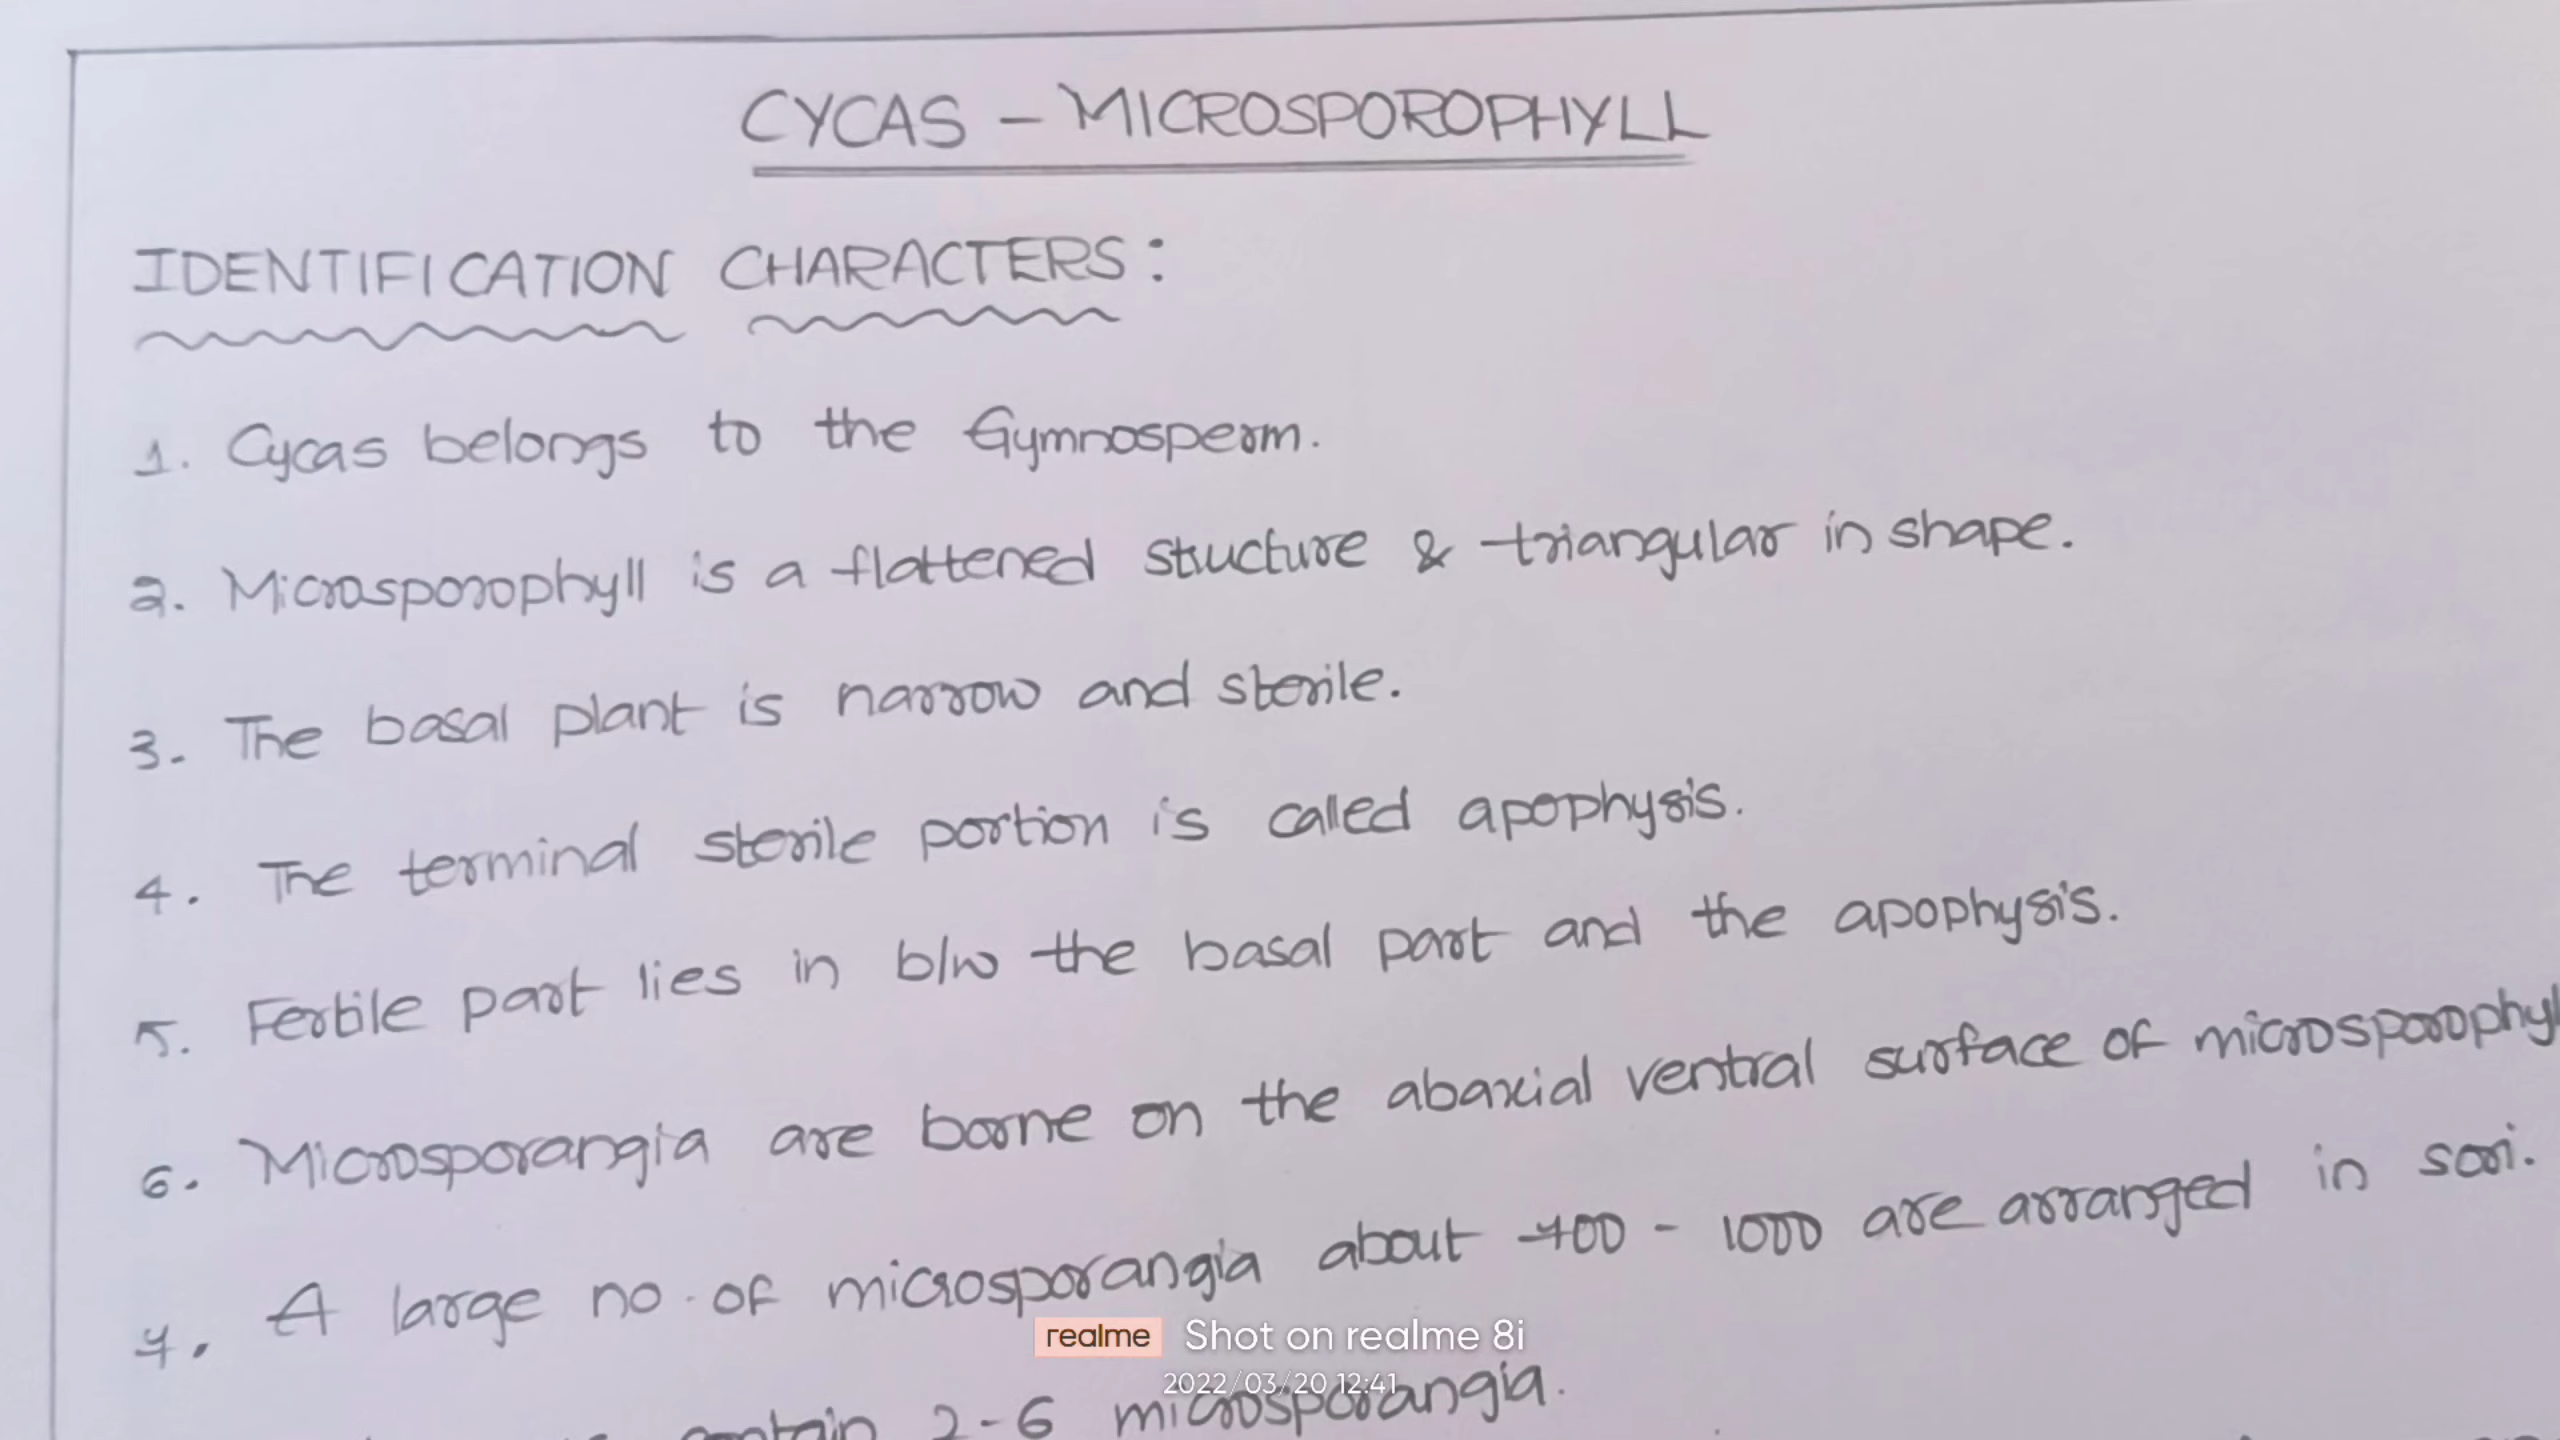 CYCAS - MICROSPOROPHYLL
IDENTIFICATION CHARACTERS:
1. Cycas belongs to the Gymnosperm.
2. Microsporophyll is a flattened structure & triangular in shape.
3. The basal plant is narrow and sterile.
4. The terminal sterile portion is called apophysis.
5. Fertile part lies in b/w the basal part and the apophysis.
6. Microsporangia are borne on the abaxial ventral surface of microsporophyl
7. A large no. of microsporangia about 700 - 1000 are arranged in sori.
realme Shot on realme 8i
2022/03/20 12:41
2-6 microsporangia.